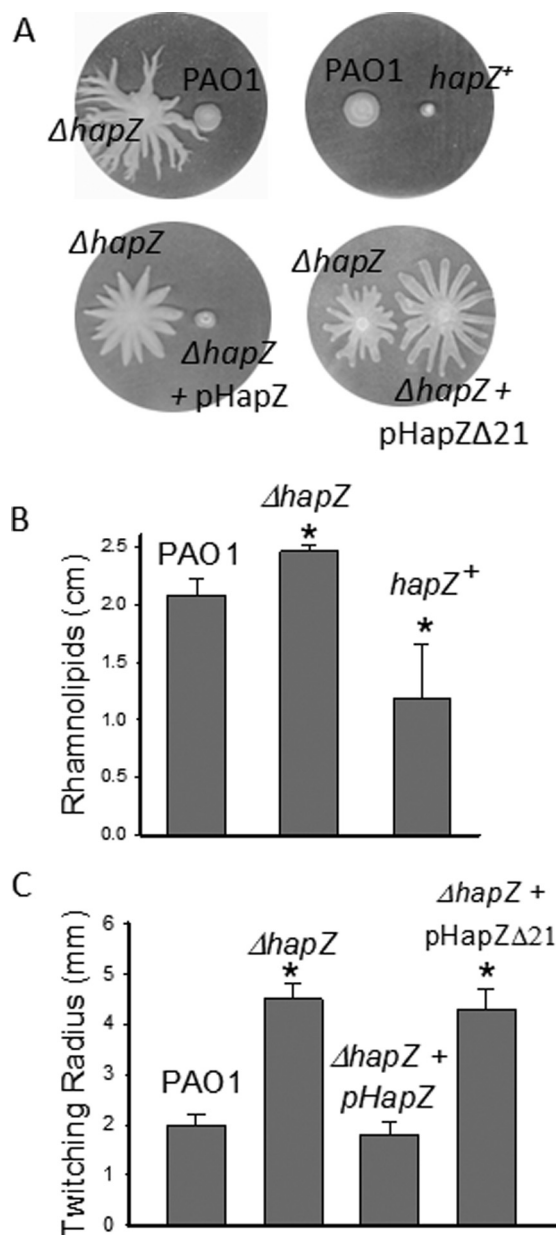 A
PAO1
ΔhapZ
PAO1
hapZ+
ΔhapZ
ΔhapZ
+ pHapZ
ΔhapZ
ΔhapZ +
pHapZΔ21
B
Rhamnolipids (cm)
2.5
2.0
1.5
1.0
0.5
0.0
PAO1
ΔhapZ
*
hapZ+
*
C
Twitching Radius (mm)
6
5
4
3
2
1
0
PAO1
ΔhapZ
*
ΔhapZ +
pHapZ
ΔhapZ +
pHapZΔ21
*